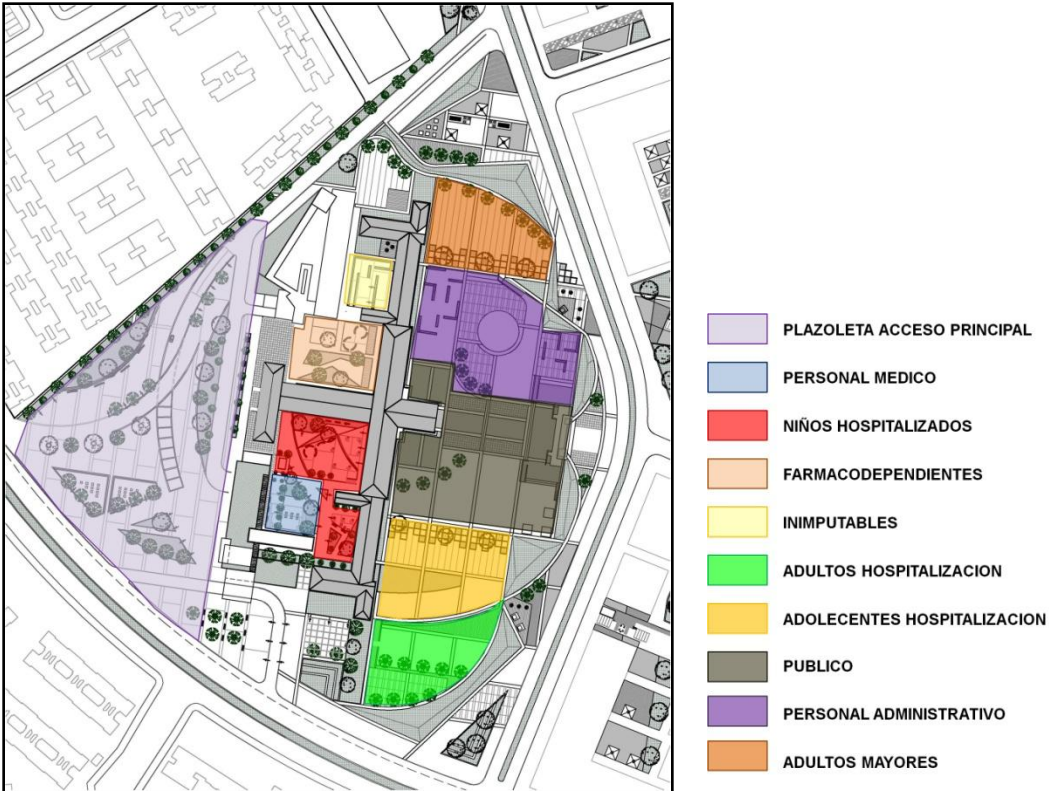 PLAZOLETA ACCESO PRINCIPAL
PERSONAL MEDICO
NIÑOS HOSPITALIZADOS
FARMACODEPENDIENTES
INIMPUTABLES
ADULTOS HOSPITALIZACION
ADOLECENTES HOSPITALIZACION
PUBLICO
PERSONAL ADMINISTRATIVO
ADULTOS MAYORES